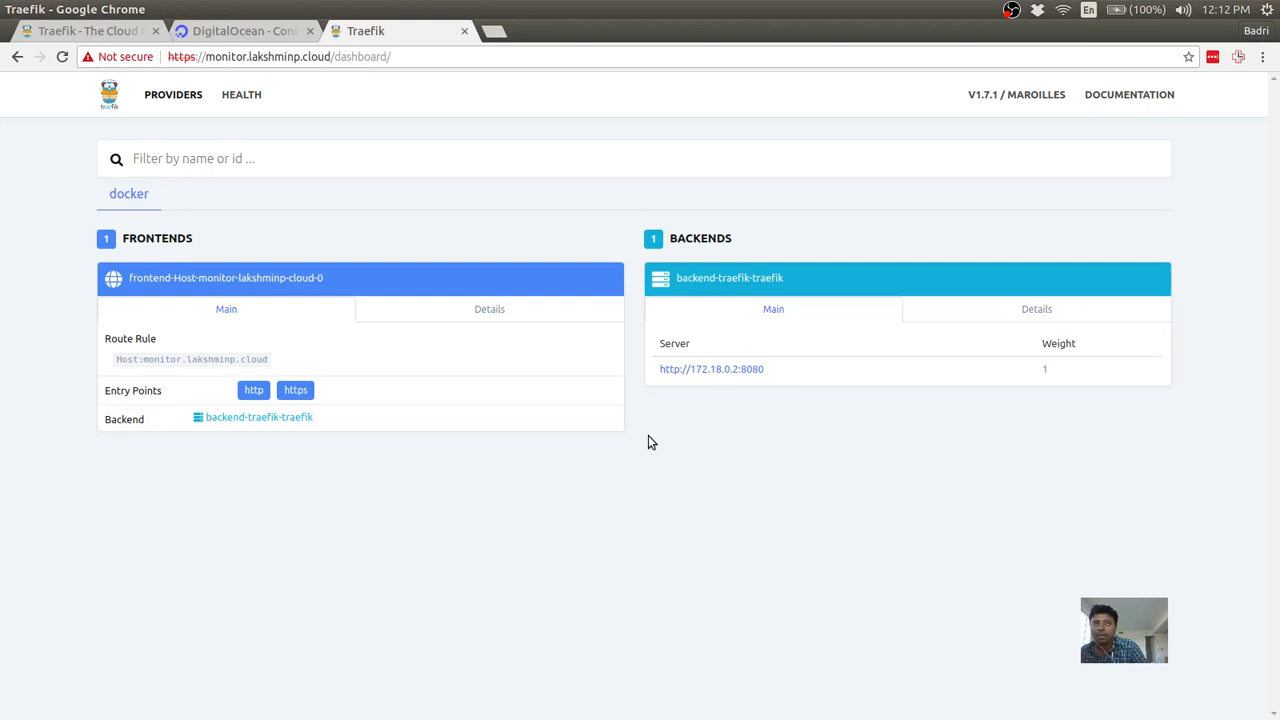 Traefik - Google Chrome
En
(100%)
12:12 PM
Traefik - The Cloud
DigitalOcean - Cont
Traefik
Badri
Not secure
https://monitor.lakshminp.cloud/dashboard/
træfik
PROVIDERS
HEALTH
V1.7.1 / MAROILLES
DOCUMENTATION
Filter by name or id ...
docker
1 FRONTENDS
1 BACKENDS
frontend-Host-monitor-lakshminp-cloud-0
backend-traefik-traefik
Main
Details
Main
Details
Route Rule
Host:monitor.lakshminp.cloud
Entry Points
http
https
Backend
backend-traefik-traefik
Server
Weight
http://172.18.0.2:8080
1